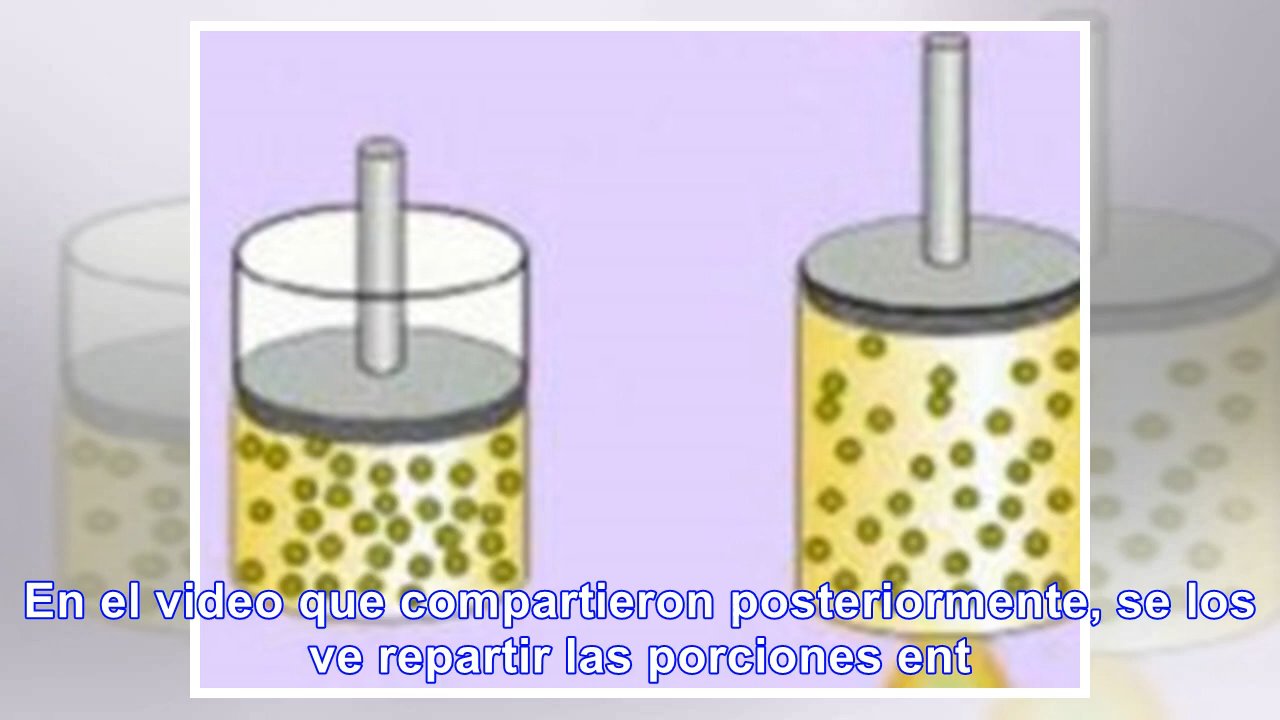 En el video que compartieron posteriormente, se los
ve repartir las porciones ent